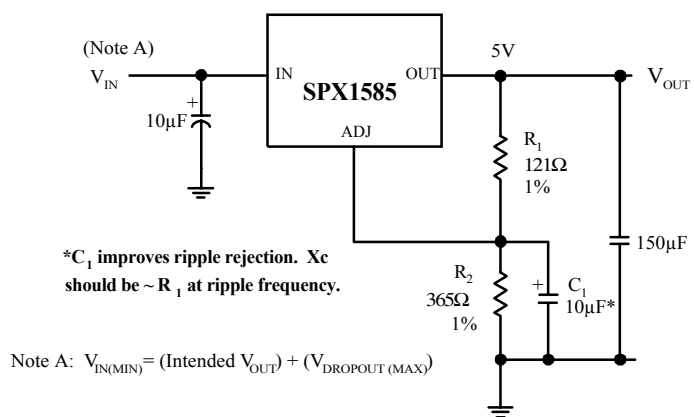 (Note A)
V_IN
IN
OUT
SPX1585
ADJ
5V
V_OUT
+
10µF
R_1
121Ω
1%
*C_1 improves ripple rejection. Xc
should be ~ R_1 at ripple frequency.
R_2
365Ω
1%
+
C_1
10µF*
150µF
Note A: V_IN(MIN)= (Intended V_OUT) + (V_DROPOUT (MAX))